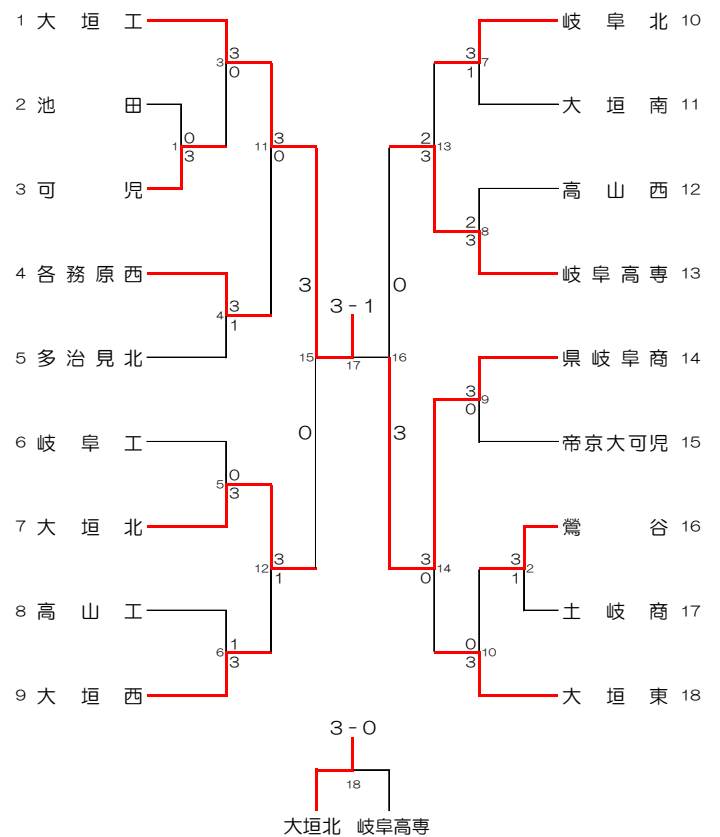 1 大垣工
3
0
3
2 池田
0
3
1
3 可児
3
0
11
4 各務原西
3
1
4
5 多治見北
3
0
15
6 岐阜工
0
3
5
7 大垣北
3
1
12
8 高山工
1
3
6
9 大垣西
3-1
17
岐阜北 10
3
1
7
大垣南 11
2
3
13
高山西 12
2
3
8
岐阜高専 13
0
3
16
県岐阜商 14
3
0
9
帝京大可児 15
3
0
14
鶯谷 16
3
1
2
土岐商 17
0
3
10
大垣東 18
3-0
18
大垣北 岐阜高専